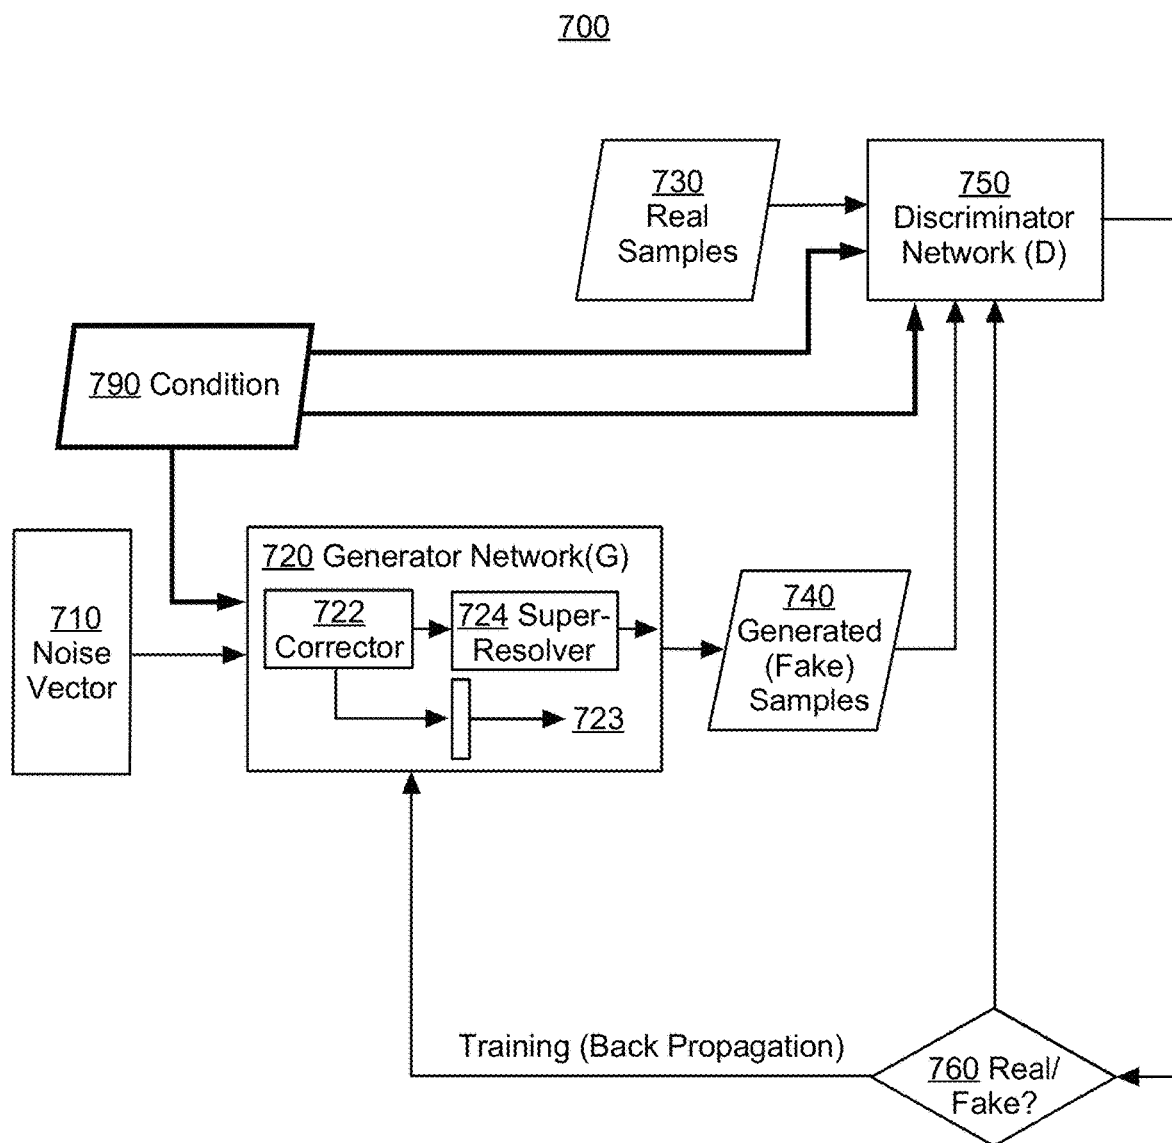 700
730
Real
Samples
750
Discriminator
Network (D)
790 Condition
710
Noise
Vector
720 Generator Network(G)
722
Corrector
724 Super-
Resolver
723
740
Generated
(Fake)
Samples
Training (Back Propagation)
760 Real/
Fake?